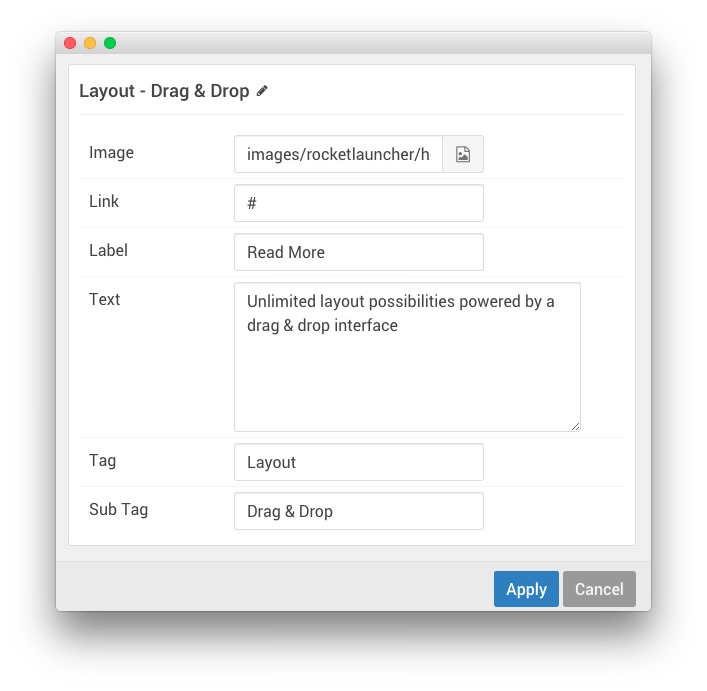 Layout - Drag & Drop
Image
images/rocketlauncher/h
Link
#
Label
Read More
Text
Unlimited layout possibilities powered by a
drag & drop interface
Tag
Layout
Sub Tag
Drag & Drop
Apply
Cancel